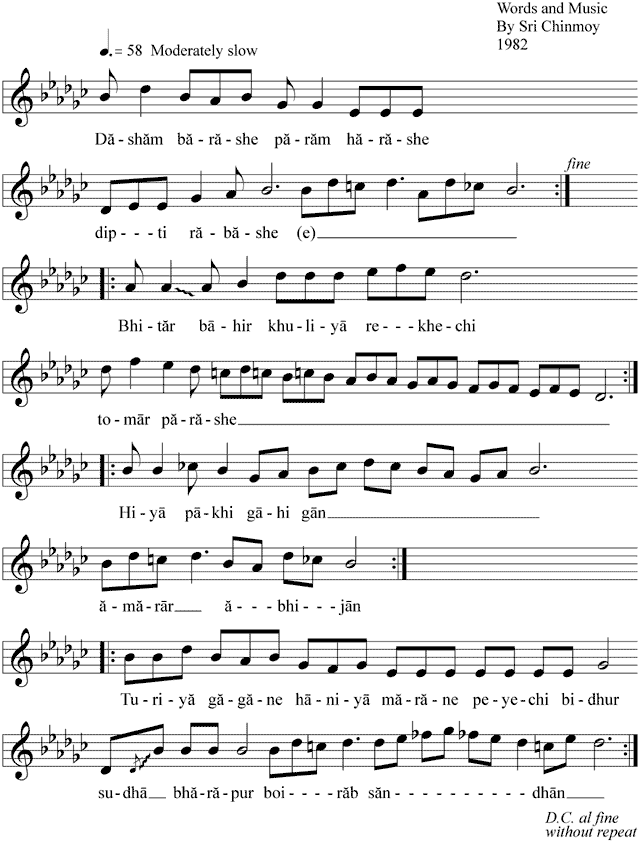 Words and Music
By Sri Chinmoy
1982
♩. = 58 Moderately slow
Dă-shăm bă-ră-she pă-răm hă-ră-she
dip----ti ră-bă-she (e)
fine
Bhi-tăr bā-hir khu-li-yā re---khe-chi
to-mār pă-ră-she
Hi-yā pā-khi gā-hi gān
ă-mă-rār ă---bhi---jān
Tu-ri-yă gă-gă-ne hā-ni-yā mă-ră-ne pe-ye-chi bi-dhur
su-dhā bhă-ră-pur boi----răb săn--------dhān
D.C. al fine
without repeat